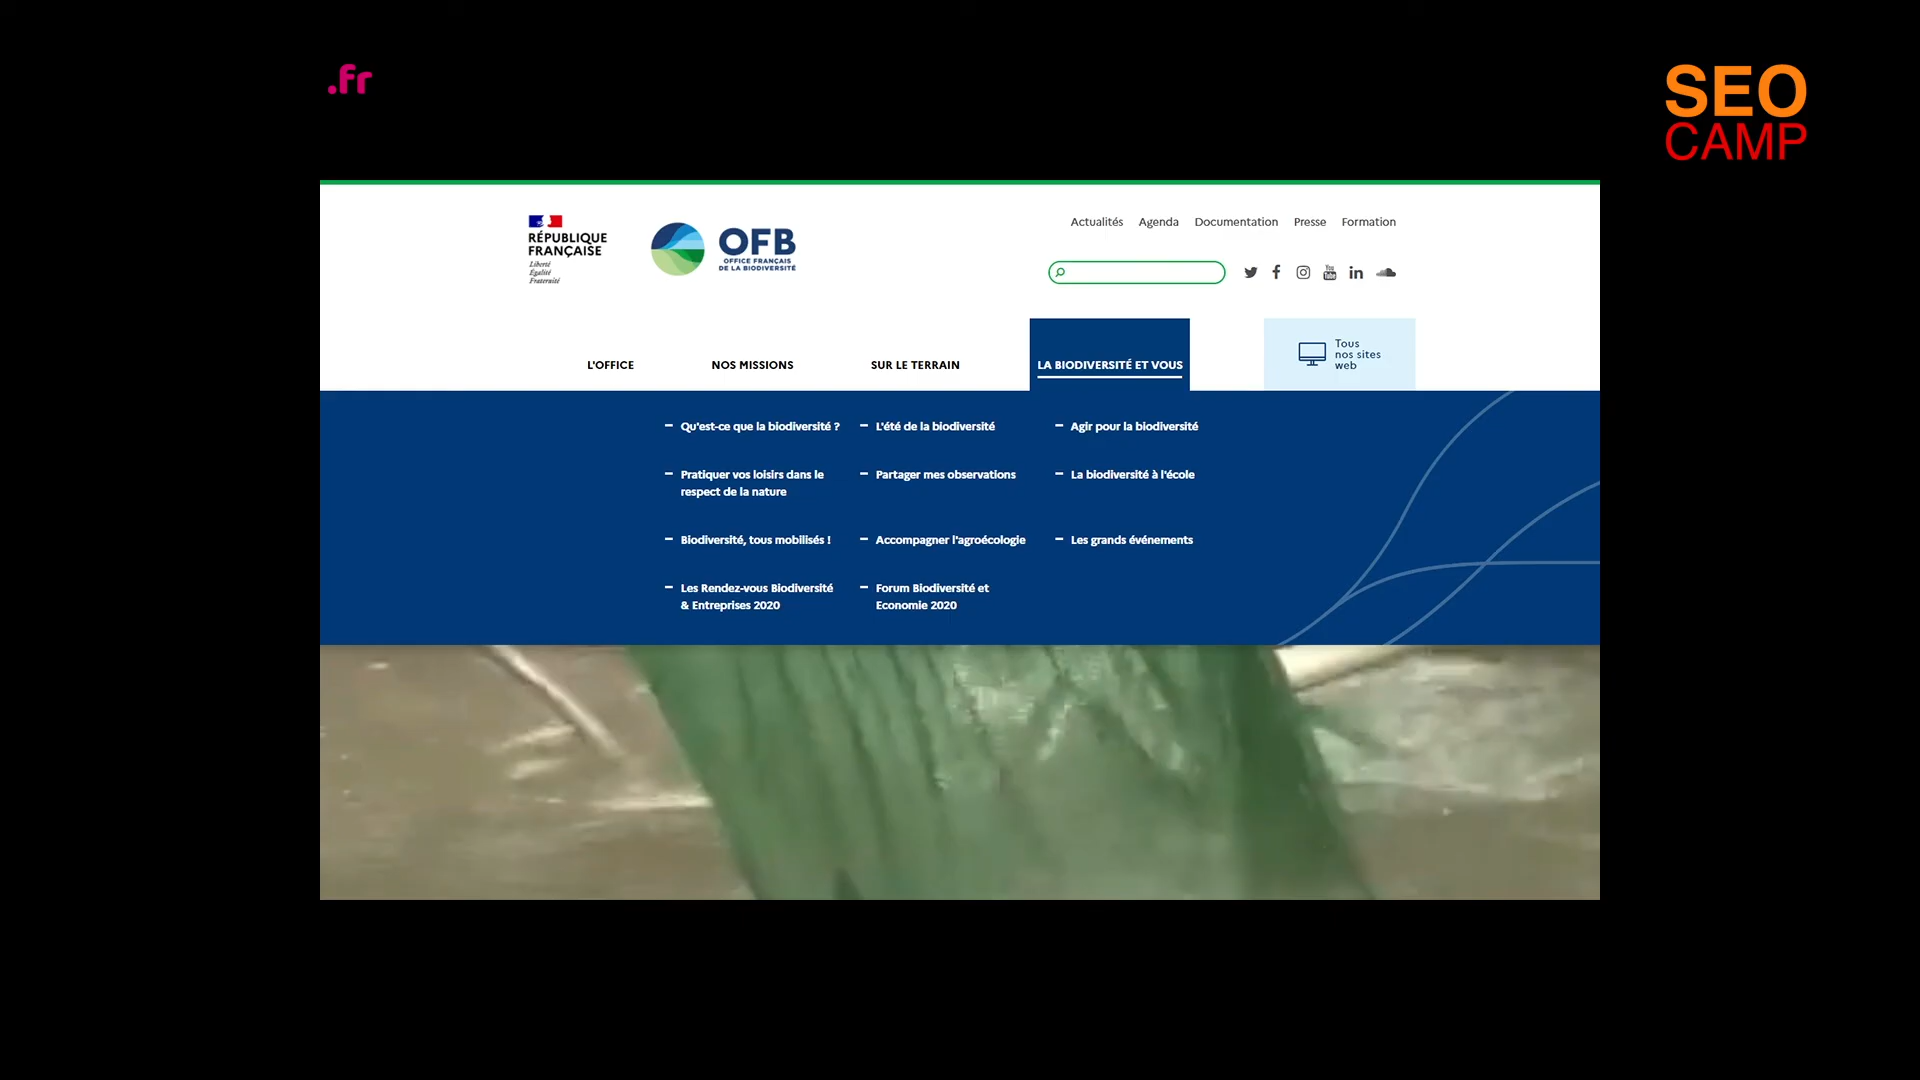 .fr
SEO
CAMP
RÉPUBLIQUE
FRANÇAISE
Liberté
Égalité
Fraternité
OFB
OFFICE FRANÇAIS
DE LA BIODIVERSITÉ
Actualités Agenda Documentation Presse Formation
You
Tube
in
L'OFFICE NOS MISSIONS SUR LE TERRAIN LA BIODIVERSITÉ ET VOUS
Tous
nos sites
web
Qu'est-ce que la biodiversité ?
L'été de la biodiversité
Agir pour la biodiversité
Pratiquer vos loisirs dans le
respect de la nature
Partager mes observations
La biodiversité à l'école
Biodiversité, tous mobilisés !
Accompagner l'agroécologie
Les grands événements
Les Rendez-vous Biodiversité
& Entreprises 2020
Forum Biodiversité et
Economie 2020